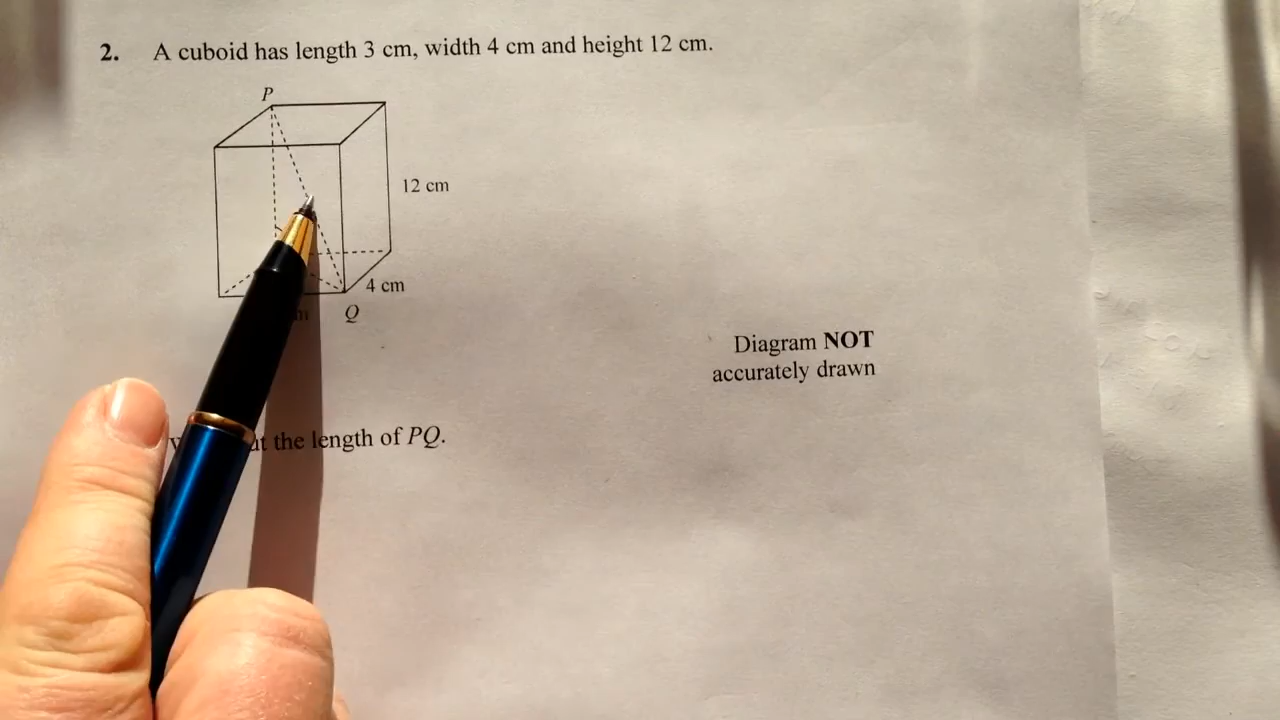 2. A cuboid has length 3 cm, width 4 cm and height 12 cm.
P
12 cm
4 cm
Q
Diagram NOT
accurately drawn
the length of PQ.